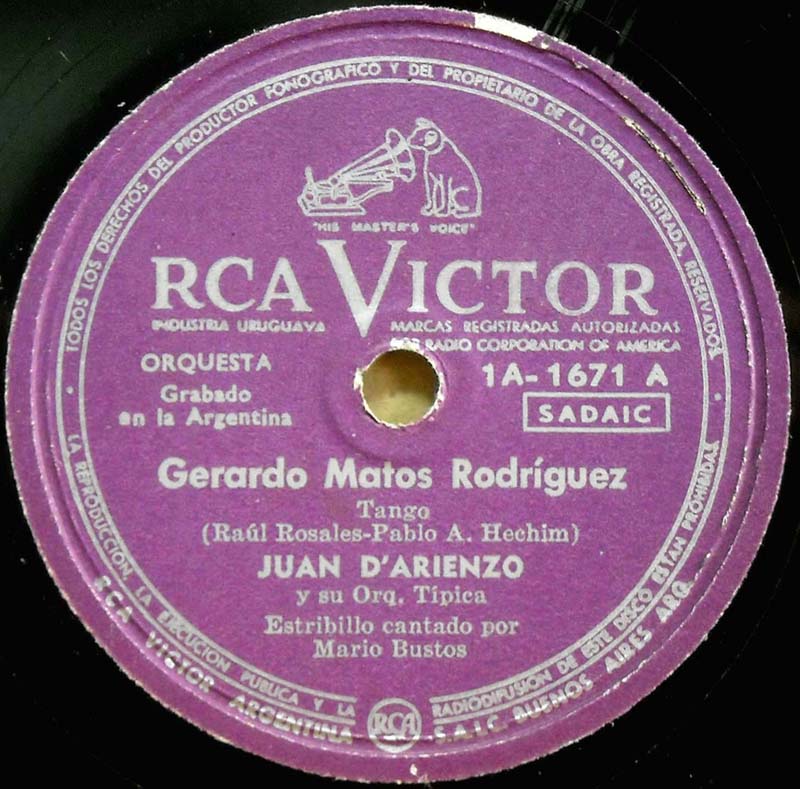 TODOS LOS DERECHOS DEL PRODUCTOR FONOGRAFICO Y DEL PROPIETARIO DE LA OBRA REGISTRADA, RESERVADOS
"HIS MASTER'S VOICE"
RCA VICTOR
INDUSTRIA URUGUAYA
MARCAS REGISTRADAS AUTORIZADAS
RADIO CORPORATION OF AMERICA
ORQUESTA
1A-1671 A
Grabado
en la Argentina
SADAIC
Gerardo Matos Rodríguez
Tango
(Raúl Rosales-Pablo A. Hechim)
JUAN D'ARIENZO
y su Orq. Típica
Estribillo cantado por
Mario Bustos
LA REPRODUCCION, LA EJECUCION PUBLICA Y LA RADIODIFUSION DE ESTE DISCO ESTAN PROHIBIDAS
RCA VICTOR ARGENTINA S.A.I.C. BUENOS AIRES ARG.
RCA